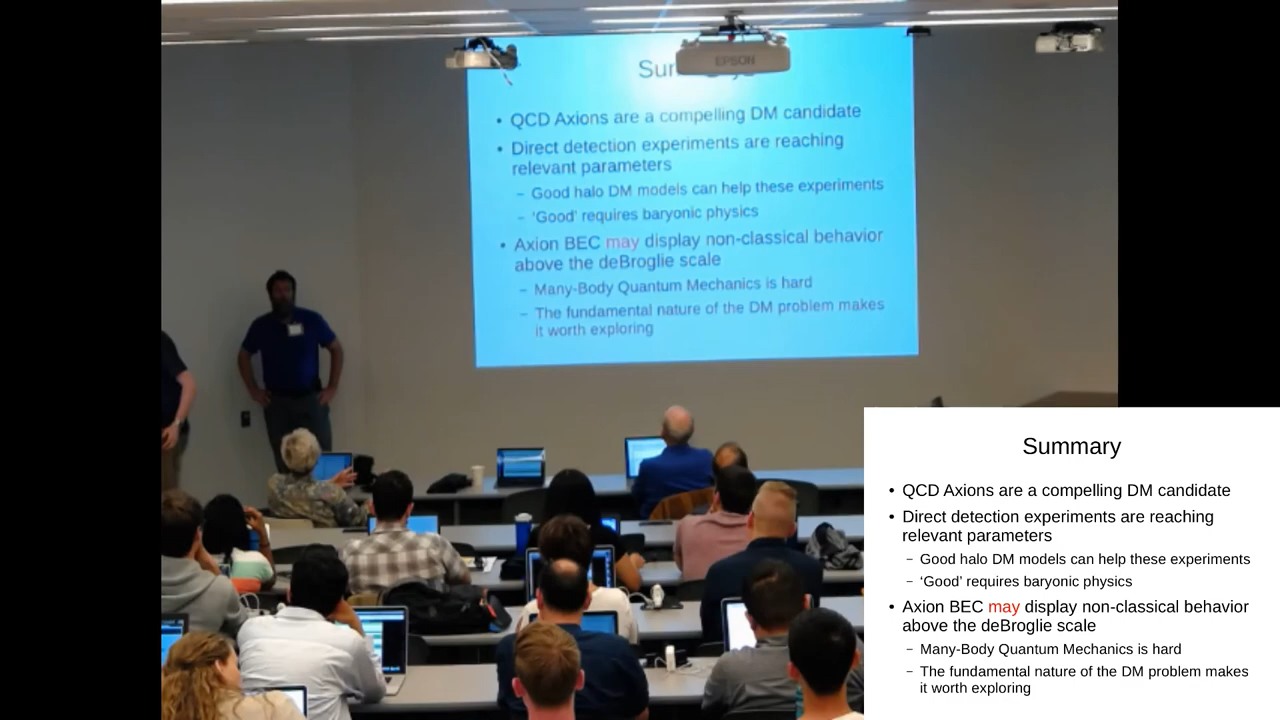 Summary
• QCD Axions are a compelling DM candidate
• Direct detection experiments are reaching
relevant parameters
– Good halo DM models can help these experiments
– 'Good' requires baryonic physics
• Axion BEC may display non-classical behavior
above the deBroglie scale
– Many-Body Quantum Mechanics is hard
– The fundamental nature of the DM problem makes
it worth exploring
EPSON
Summary
• QCD Axions are a compelling DM candidate
• Direct detection experiments are reaching
relevant parameters
– Good halo DM models can help these experiments
– ‘Good’ requires baryonic physics
• Axion BEC may display non-classical behavior
above the deBroglie scale
– Many-Body Quantum Mechanics is hard
– The fundamental nature of the DM problem makes
it worth exploring